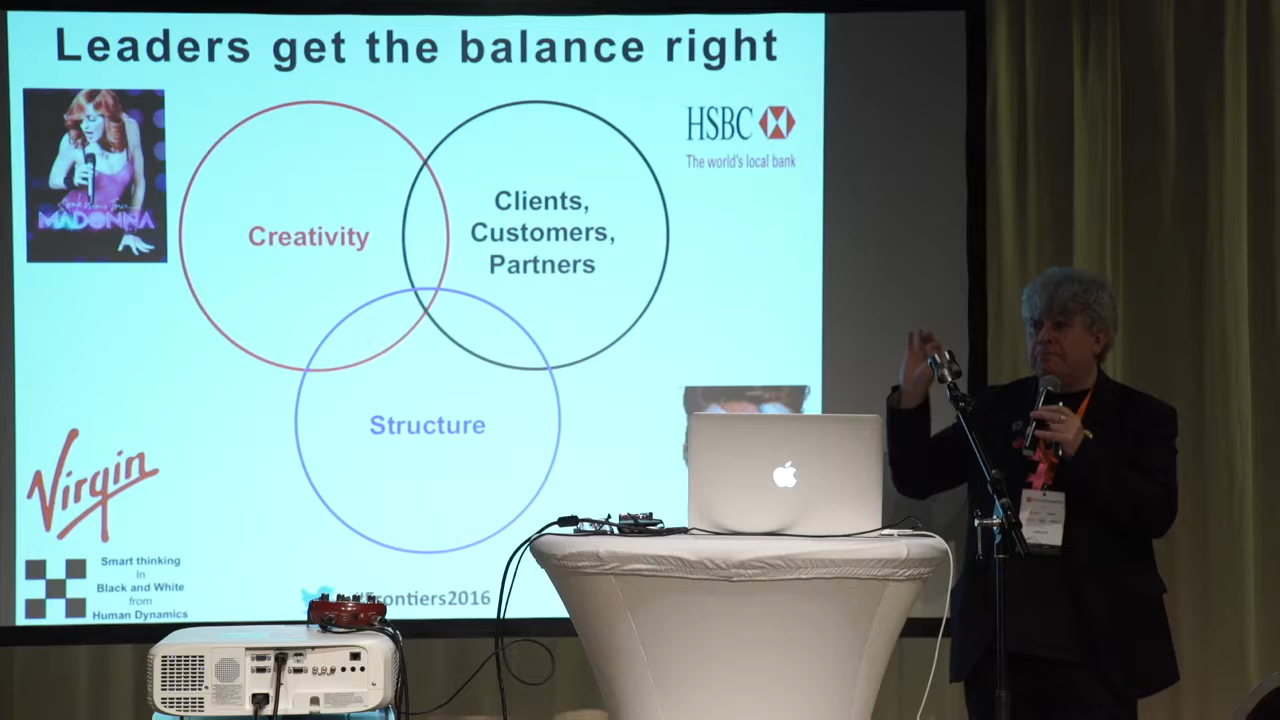 Leaders get the balance right
MADONNA
Creativity
Clients,
Customers,
Partners
HSBC
The world's local bank
Structure
Virgin
Smart thinking
In
Black and White
from
Human Dynamics
#Frontiers2016